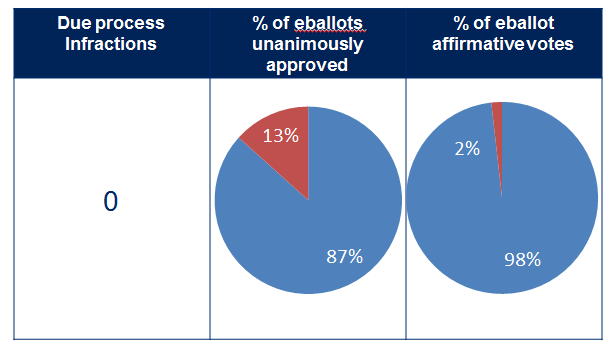 Due process
Infractions
% of eballots
unanimously
approved
% of eballot
affirmative votes
0
13%
87%
2%
98%